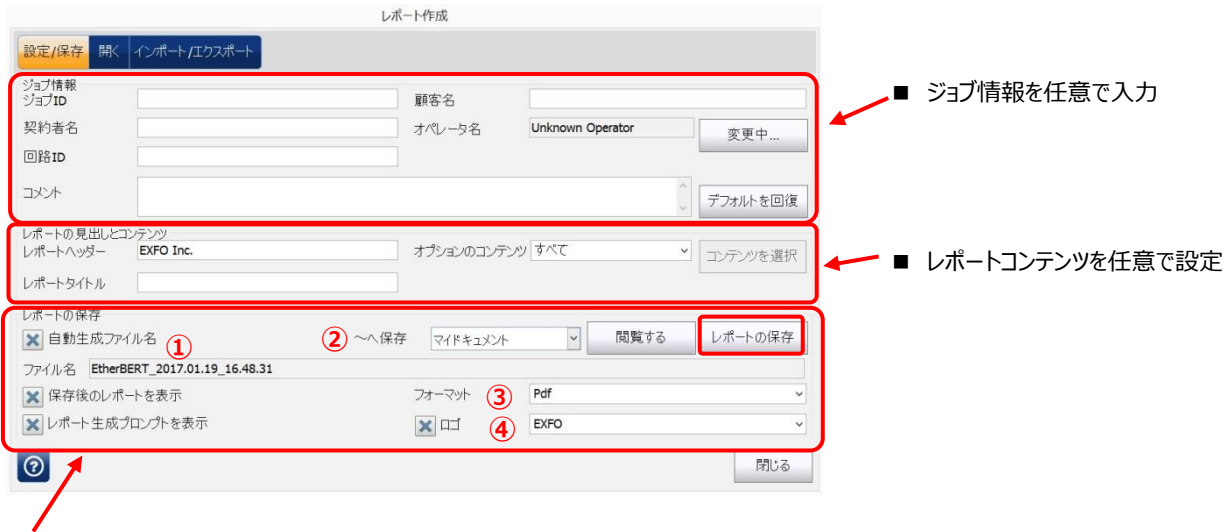 レポート作成
設定/保存 開く インポート/エクスポート
ジョブ情報
ジョブID 顧客名
■ ジョブ情報を任意で入力
契約者名 オペレータ名 Unknown Operator 変更中...
回路ID
コメント デフォルトを回復
レポートの見出しとコンテンツ
レポートヘッダー EXFO Inc. オプションのコンテンツ すべて コンテンツを選択
■ レポートコンテンツを任意で設定
レポートタイトル
レポートの保存
自動生成ファイル名 ① ② ～へ保存 マイドキュメント 閲覧する レポートの保存
ファイル名 EtherBERT_2017.01.19_16.48.31
保存後のレポートを表示 フォーマット ③ Pdf
レポート生成プロンプトを表示 ロゴ ④ EXFO
? 閉じる